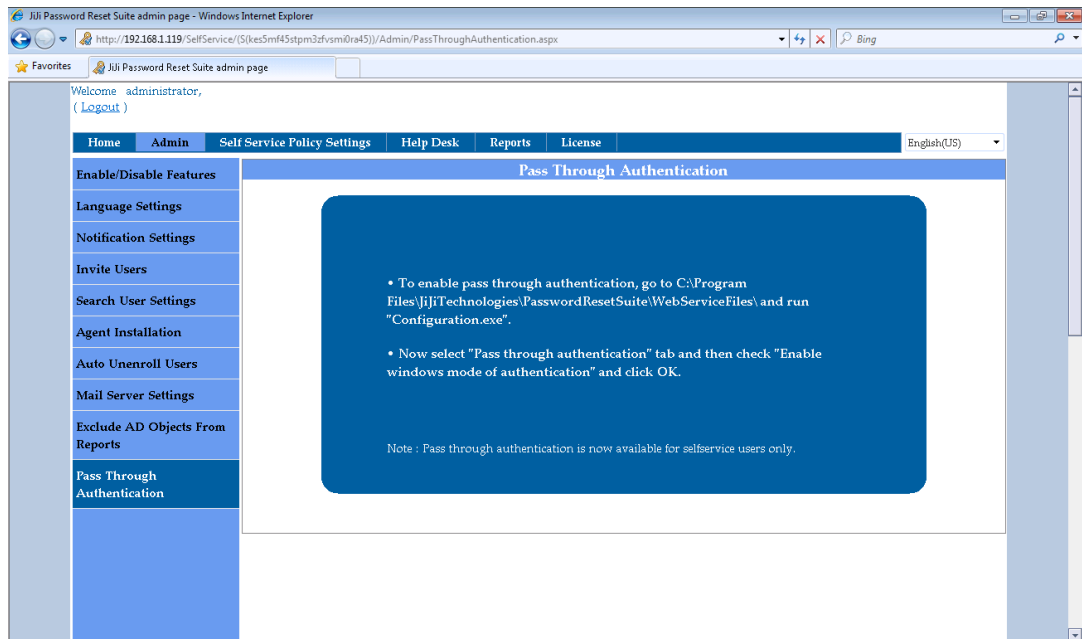 JiJi Password Reset Suite admin page - Windows Internet Explorer
http://192.168.1.119/SelfService/(S(kes5mf45stpm3zfvsmi0ra45))/Admin/PassThroughAuthentication.aspx
Bing
Favorites
JiJi Password Reset Suite admin page
Welcome administrator,
( Logout )
Home Admin Self Service Policy Settings Help Desk Reports License
English(US)
Enable/Disable Features
Language Settings
Notification Settings
Invite Users
Search User Settings
Agent Installation
Auto Unenroll Users
Mail Server Settings
Exclude AD Objects From
Reports
Pass Through
Authentication
Pass Through Authentication
• To enable pass through authentication, go to C:\Program
Files\JiJiTechnologies\PasswordResetSuite\WebServiceFiles\ and run
"Configuration.exe".
• Now select "Pass through authentication" tab and then check "Enable
windows mode of authentication" and click OK.
Note : Pass through authentication is now available for selfservice users only.